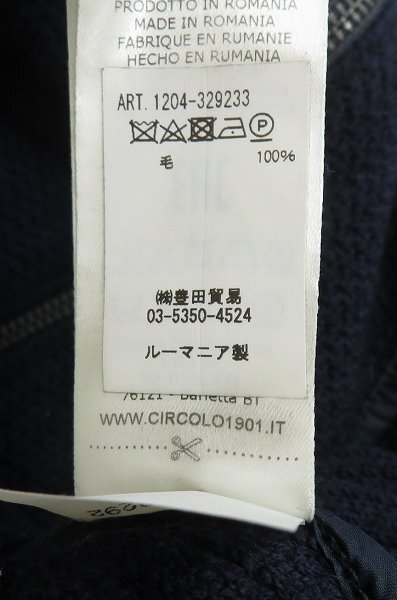 PRODOTTO IN ROMANIA
MADE IN ROMANIA
FABRIQUE EN RUMANIE
HECHO EN RUMANIA
ART. 1204-329233
毛 100%
㈱豊田貿易
03-5350-4524
ルーマニア製
76121 - Barletta BT
WWW.CIRCOLO1901.IT